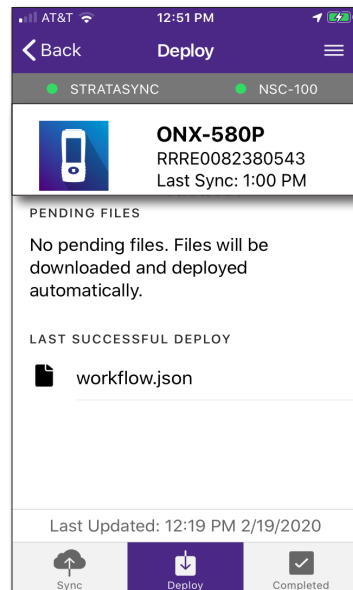 AT&T 12:51 PM
Back Deploy
STRATASYNC NSC-100
ONX-580P
RRRE0082380543
Last Sync: 1:00 PM
PENDING FILES
No pending files. Files will be
downloaded and deployed
automatically.
LAST SUCCESSFUL DEPLOY
workflow.json
Last Updated: 12:19 PM 2/19/2020
Sync Deploy Completed